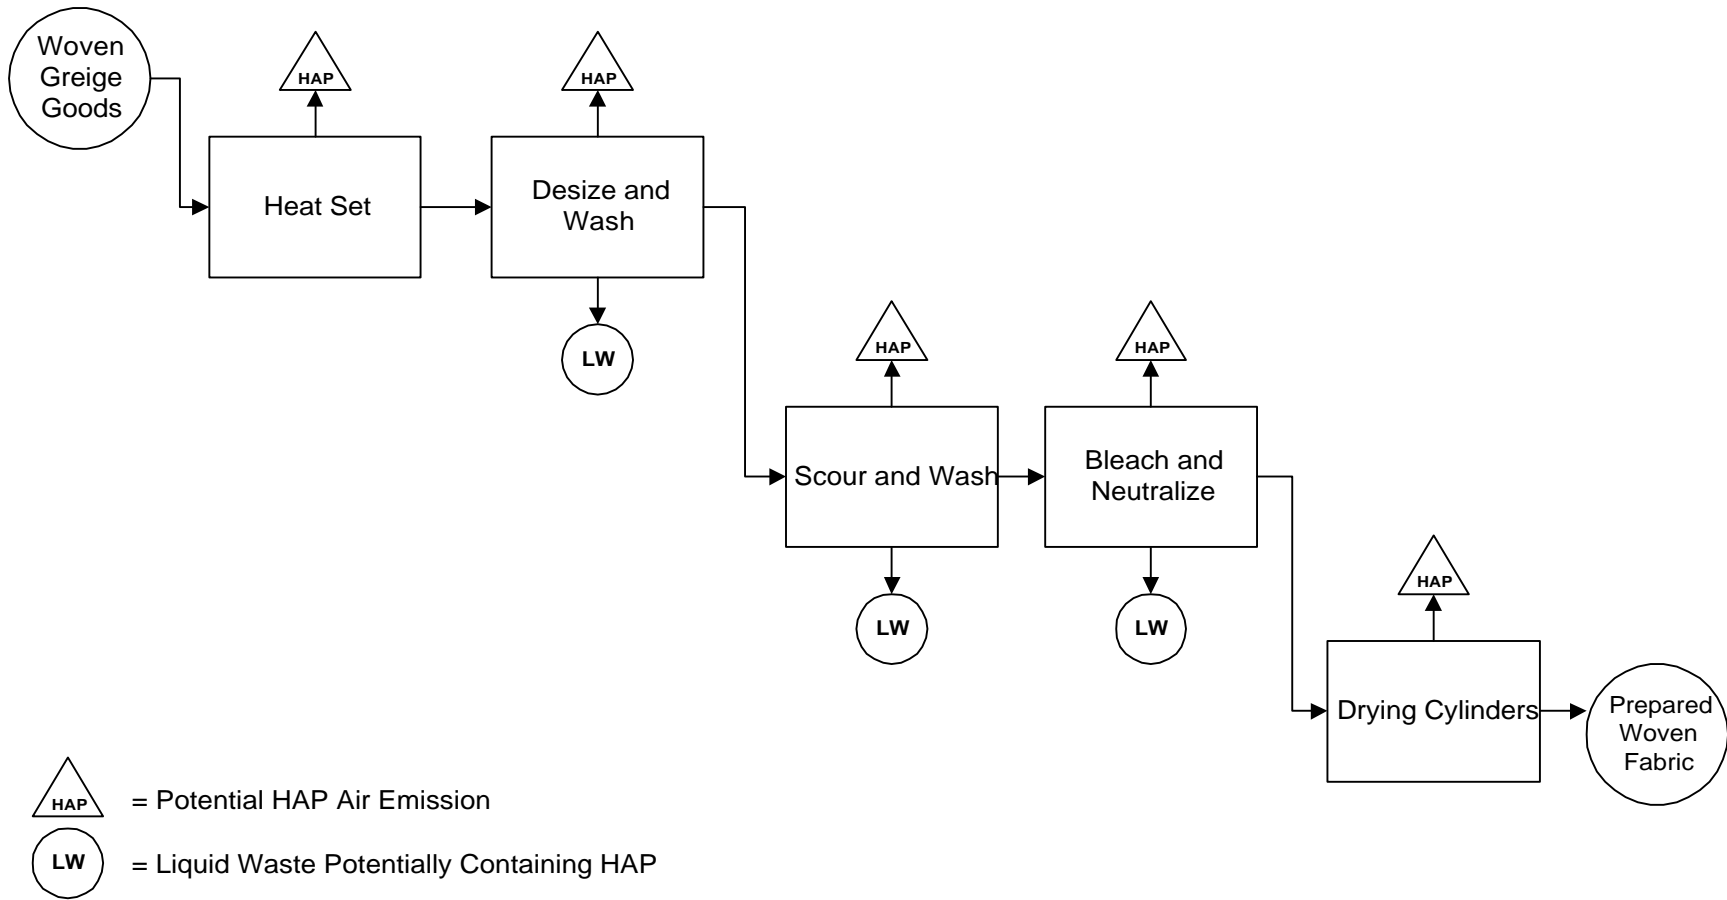 Woven
Greige
Goods
HAP
HAP
Heat Set
Desize and
Wash
LW
HAP
HAP
Scour and Wash
Bleach and
Neutralize
LW
LW
HAP
Drying Cylinders
Prepared
Woven
Fabric
HAP
= Potential HAP Air Emission
LW
= Liquid Waste Potentially Containing HAP